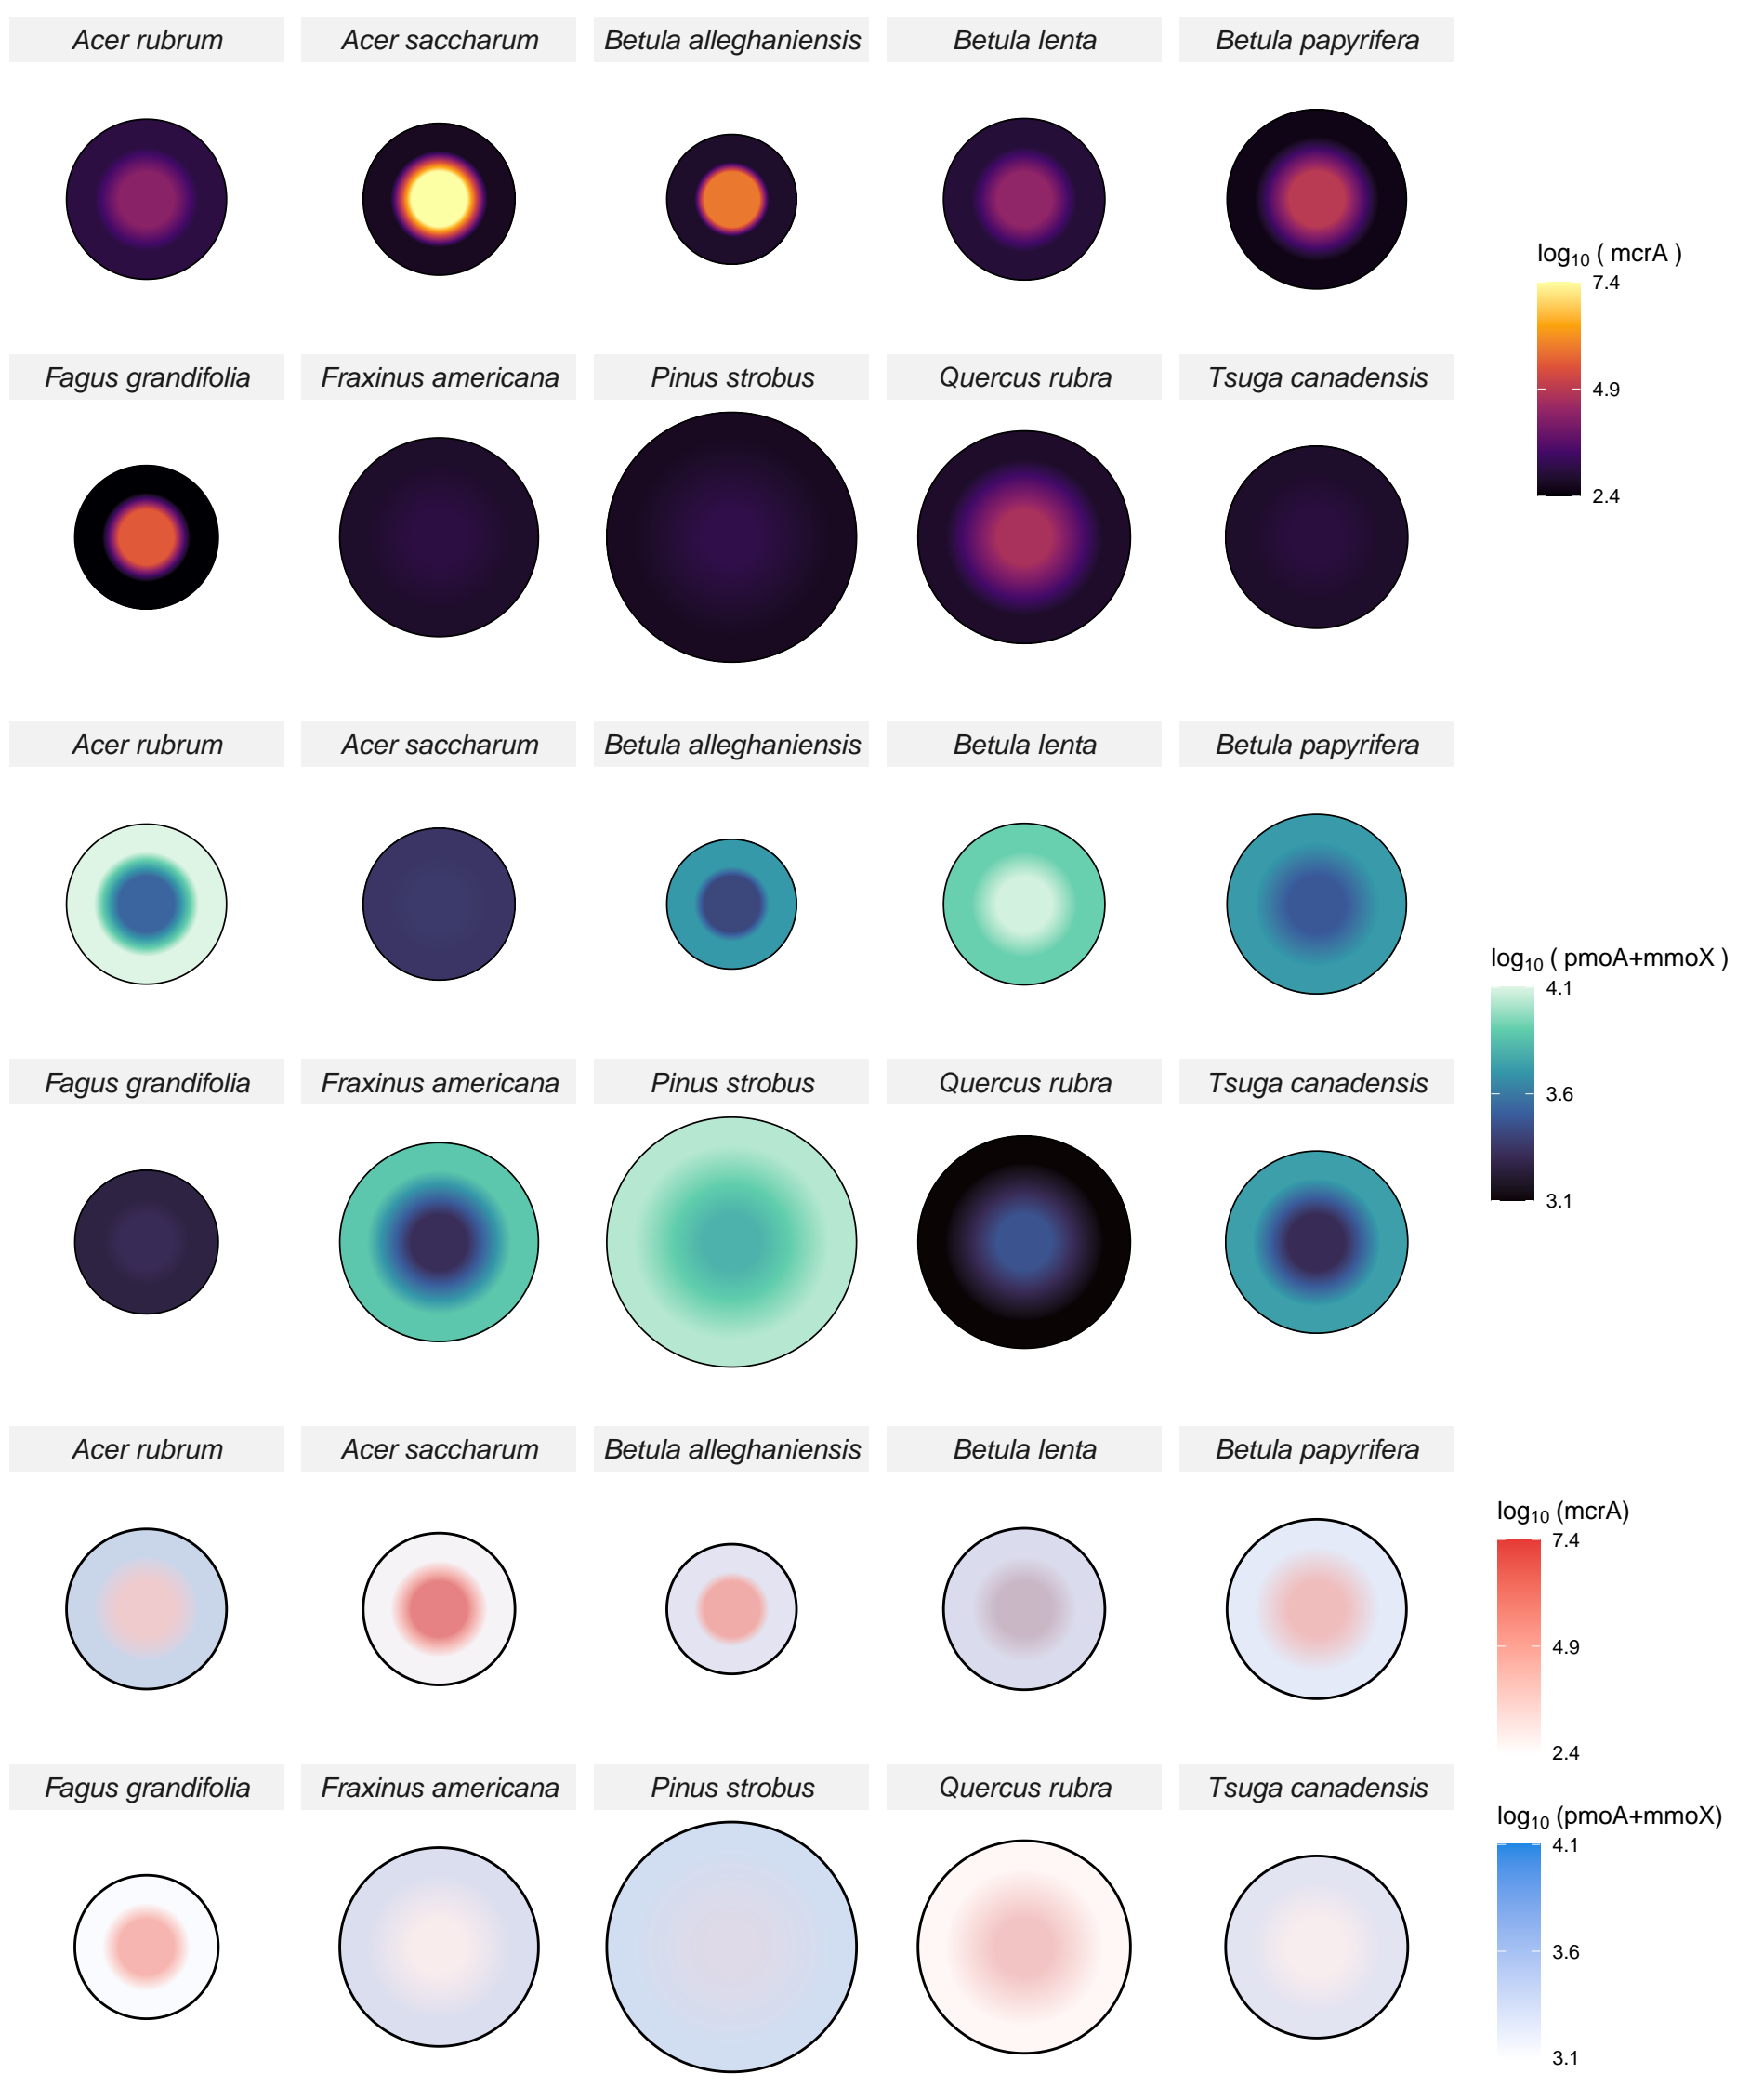 Acer rubrum
Acer saccharum
Betula alleghaniensis
Betula lenta
Betula papyrifera
log10 ( mcrA )
7.4
4.9
2.4
Fagus grandifolia
Fraxinus americana
Pinus strobus
Quercus rubra
Tsuga canadensis
Acer rubrum
Acer saccharum
Betula alleghaniensis
Betula lenta
Betula papyrifera
log10 ( pmoA+mmoX )
4.1
3.6
3.1
Fagus grandifolia
Fraxinus americana
Pinus strobus
Quercus rubra
Tsuga canadensis
Acer rubrum
Acer saccharum
Betula alleghaniensis
Betula lenta
Betula papyrifera
log10 (mcrA)
7.4
4.9
2.4
Fagus grandifolia
Fraxinus americana
Pinus strobus
Quercus rubra
Tsuga canadensis
log10 (pmoA+mmoX)
4.1
3.6
3.1